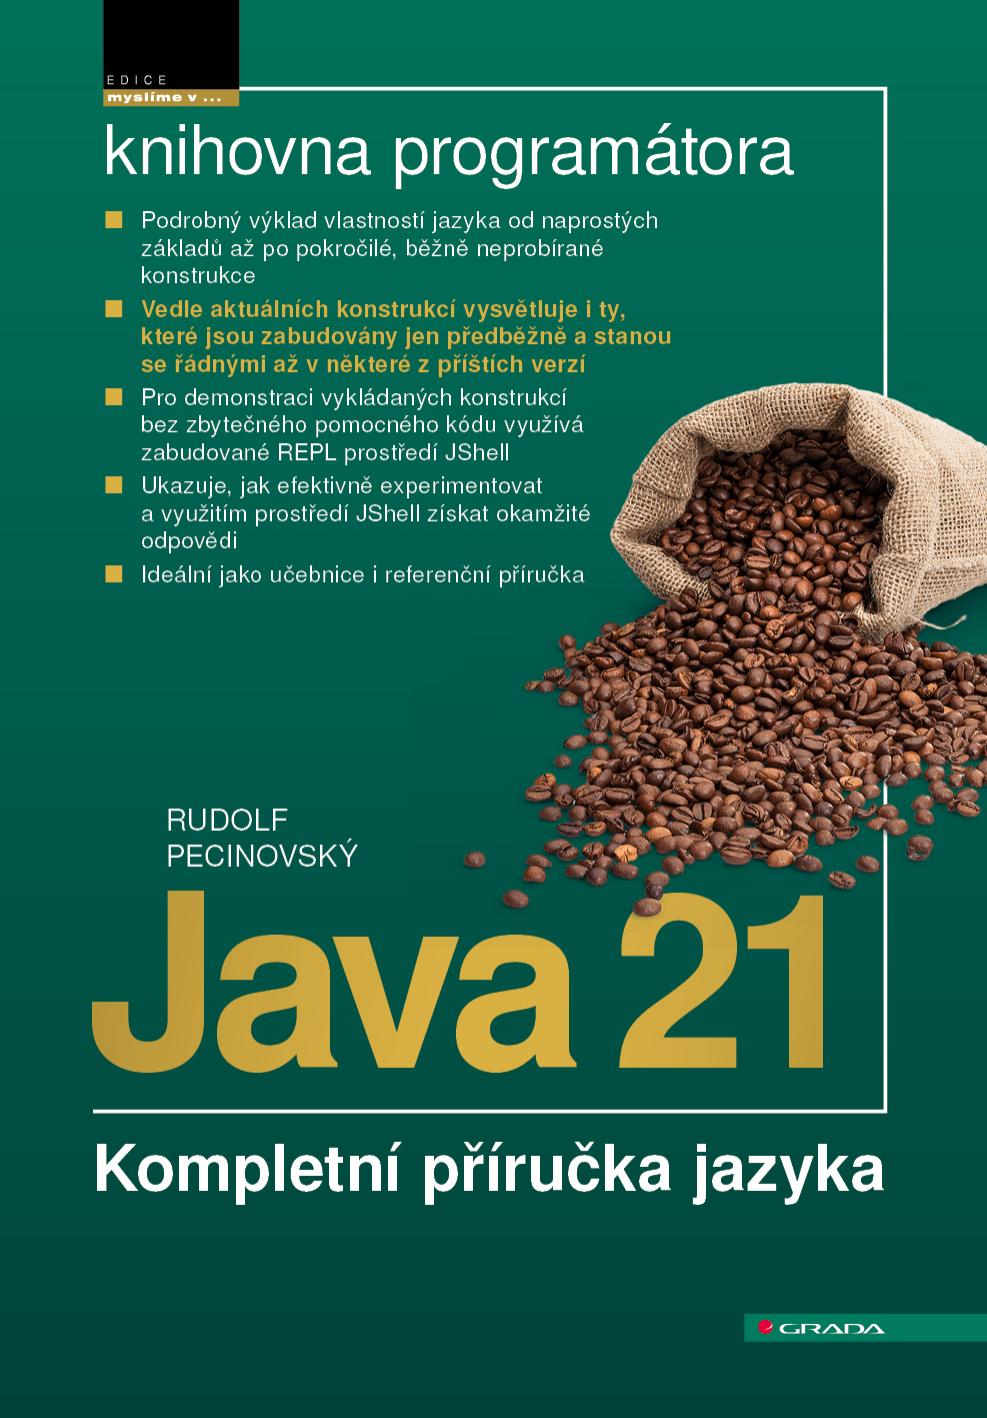 EDICE
myslíme v ...
knihovna programátora
Podrobný výklad vlastností jazyka od naprostých
základů až po pokročilé, běžně neprobírané
konstrukce
Vedle aktuálních konstrukcí vysvětluje i ty,
které jsou zabudovány jen předběžně a stanou
se řádnými až v některé z příštích verzí
Pro demonstraci vykládaných konstrukcí
bez zbytečného pomocného kódu využívá
zabudované REPL prostředí JShell
Ukazuje, jak efektivně experimentovat
a využitím prostředí JShell získat okamžité
odpovědi
Ideální jako učebnice i referenční příručka
RUDOLF
PECINOVSKÝ
Java 21
Kompletní příručka jazyka
GRADA